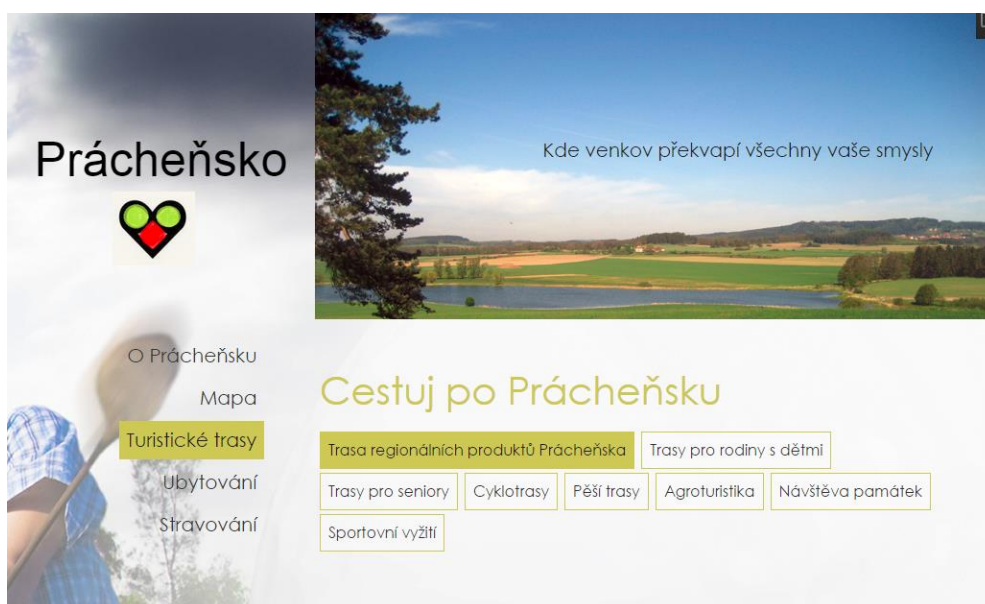 Prácheňsko
Kde venkov překvapí všechny vaše smysly
O Prácheňsku
Mapa
Turistické trasy
Ubytování
Stravování
Cestuj po Prácheňsku
Trasa regionálních produktů Prácheňska
Trasy pro rodiny s dětmi
Trasy pro seniory
Cyklotrasy
Pěší trasy
Agroturistika
Návštěva památek
Sportovní vyžití